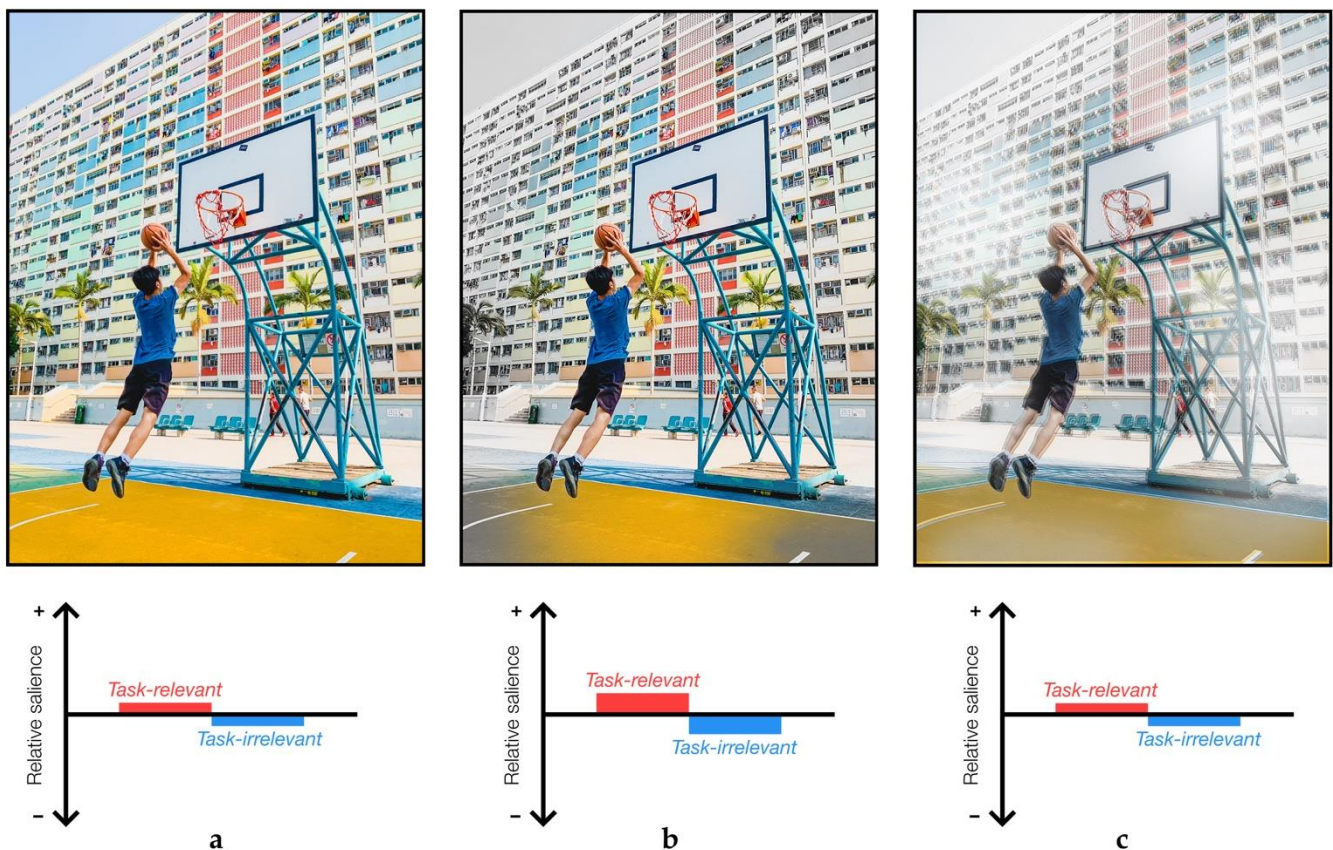 +
Relative salience
Task-relevant
Task-irrelevant
−
a
+
Relative salience
Task-relevant
Task-irrelevant
−
b
+
Relative salience
Task-relevant
Task-irrelevant
−
c